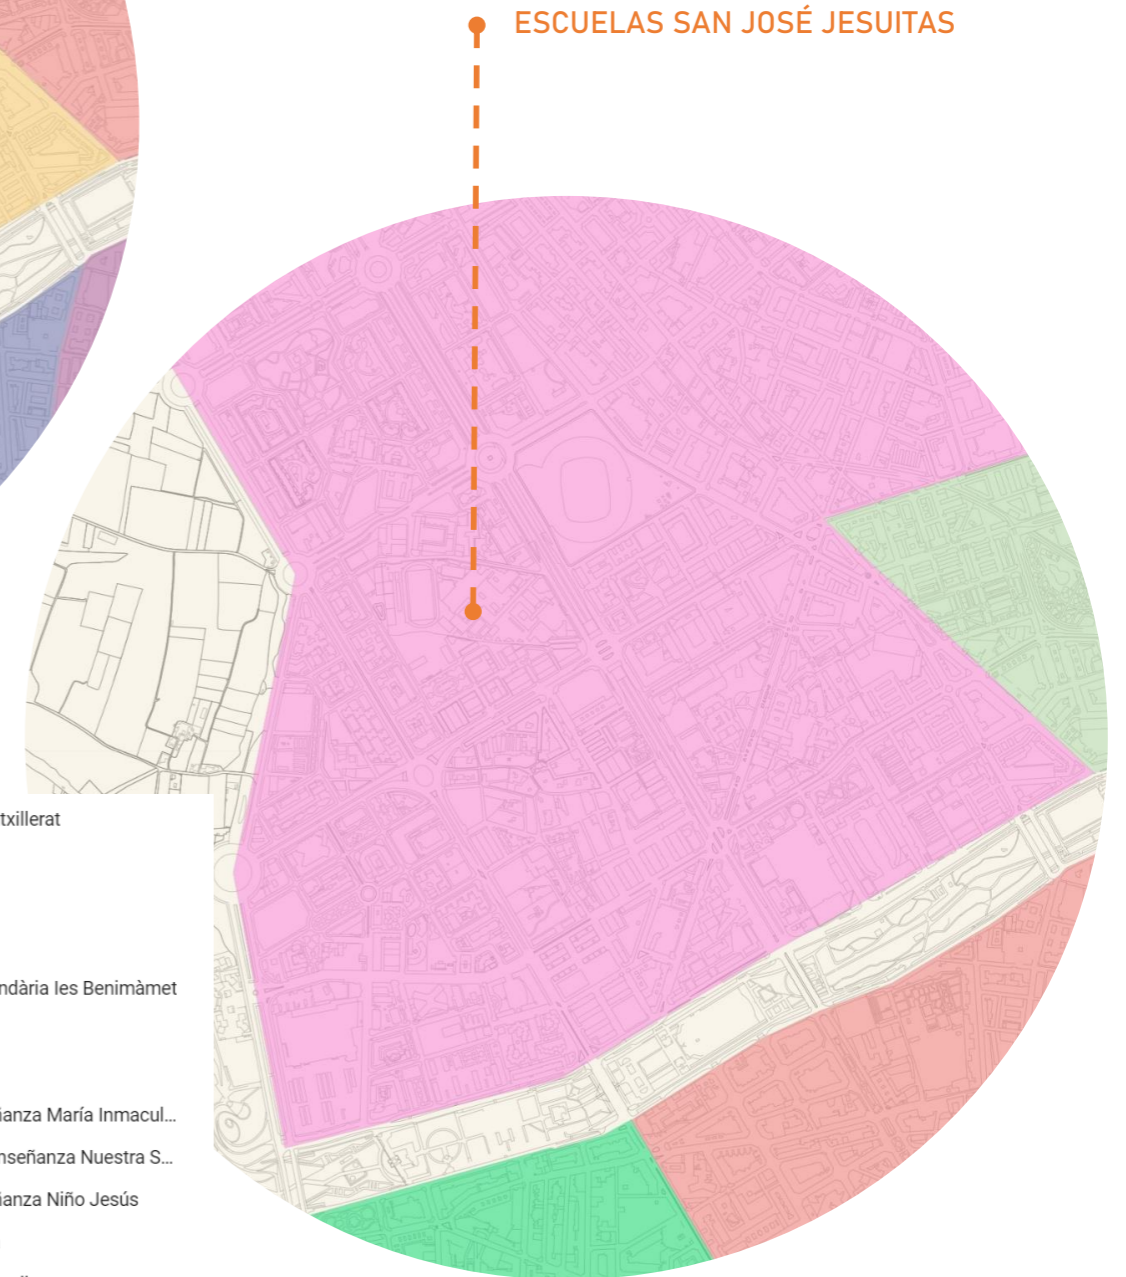 ESCUELAS SAN JOSÉ JESUITAS
txillerat
ndària Ies Benimàmet
ianza María Inmacul...
nseñanza Nuestra S...
ianza Niño Jesús